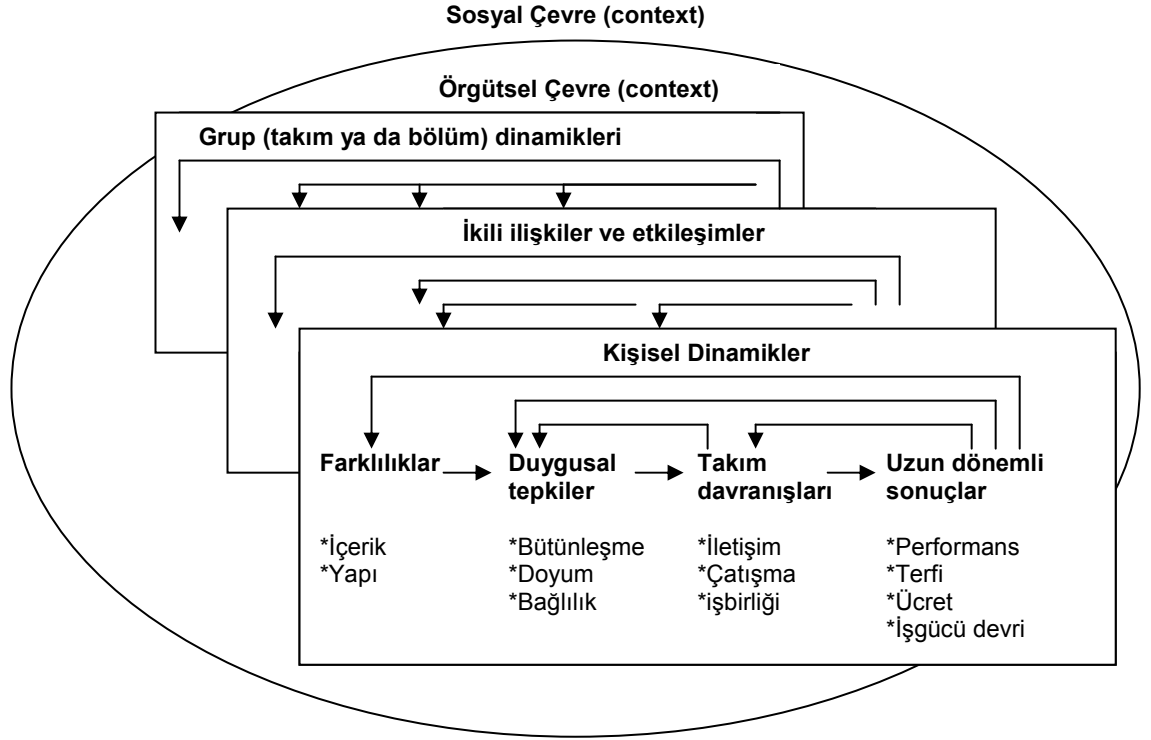 Sosyal Çevre (context)
Örgütsel Çevre (context)
Grup (takım ya da bölüm) dinamikleri
İkili ilişkiler ve etkileşimler
Kişisel Dinamikler
Farklılıklar
Duygusal
tepkiler
Takım
davranışları
Uzun dönemli
sonuçlar
*İçerik
*Yapı
*Bütünleşme
*Doyum
*Bağlılık
*İletişim
*Çatışma
*işbirliği
*Performans
*Terfi
*Ücret
*İşgücü devri